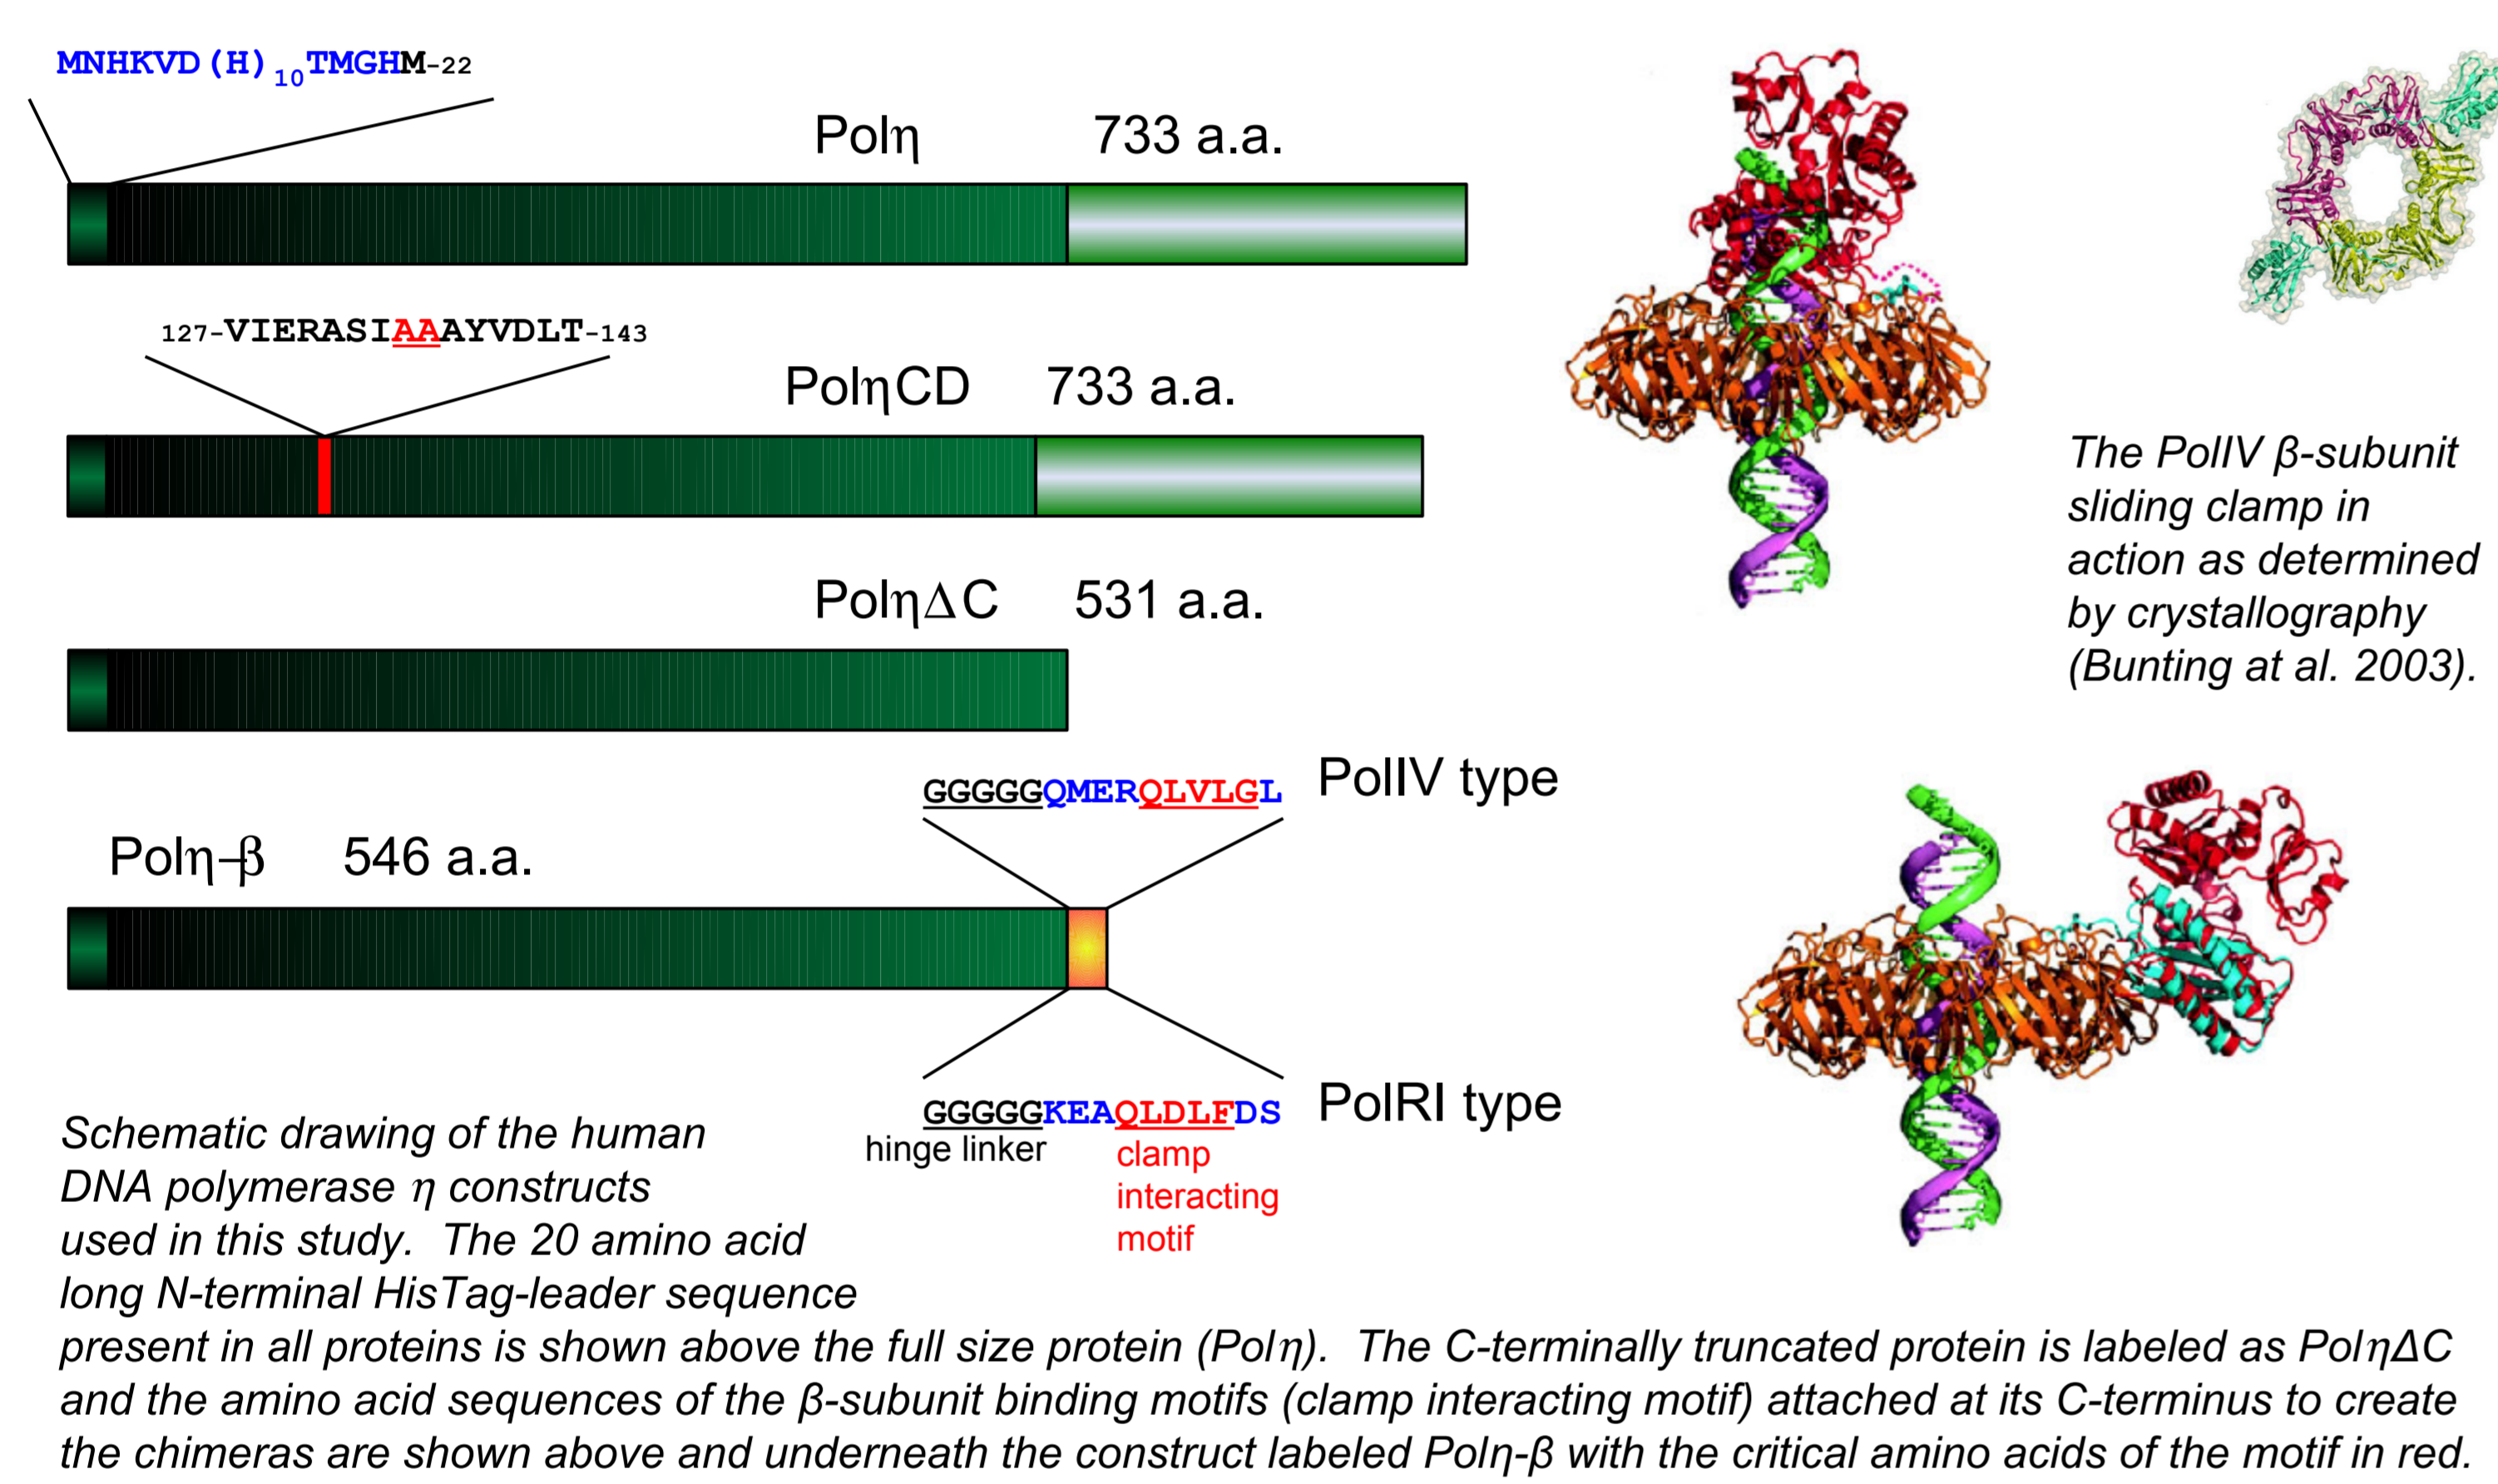 MNHKVD(H)10TMGHM-22
Polη 733 a.a.
127-VIERASIAAAYVDLT-143
PolηCD 733 a.a.
PolηΔC 531 a.a.
GGGGGQMERQLVLGL PolIV type
Polη-β 546 a.a.
GGGGGKEAQLDLFDS PolRI type
hinge linker
clamp
interacting
motif
The PolIV β-subunit
sliding clamp in
action as determined
by crystallography
(Bunting at al. 2003).
Schematic drawing of the human
DNA polymerase η constructs
used in this study. The 20 amino acid
long N-terminal HisTag-leader sequence
present in all proteins is shown above the full size protein (Polη). The C-terminally truncated protein is labeled as PolηΔC
and the amino acid sequences of the β-subunit binding motifs (clamp interacting motif) attached at its C-terminus to create
the chimeras are shown above and underneath the construct labeled Polη-β with the critical amino acids of the motif in red.